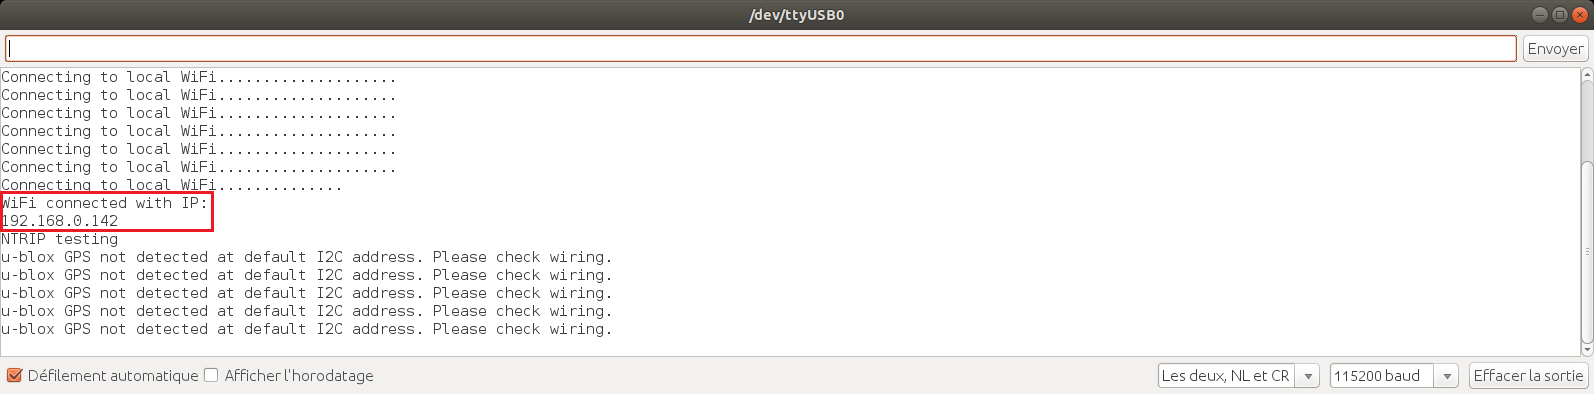 /dev/ttyUSB0
Envoyer
Connecting to local WiFi....................
Connecting to local WiFi....................
Connecting to local WiFi....................
Connecting to local WiFi....................
Connecting to local WiFi....................
Connecting to local WiFi....................
Connecting to local WiFi..............
WiFi connected with IP:
192.168.0.142
NTRIP testing
u-blox GPS not detected at default I2C address. Please check wiring.
u-blox GPS not detected at default I2C address. Please check wiring.
u-blox GPS not detected at default I2C address. Please check wiring.
u-blox GPS not detected at default I2C address. Please check wiring.
u-blox GPS not detected at default I2C address. Please check wiring.
Défilement automatique Afficher l'horodatage Les deux, NL et CR 115200 baud Effacer la sortie